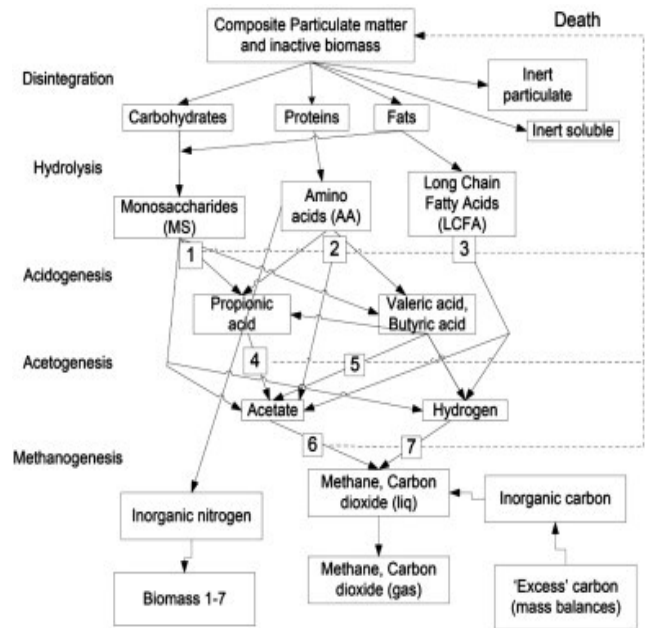 Composite Particulate matter
and inactive biomass
Death
Disintegration
Inert
particulate
Carbohydrates
Proteins
Fats
Inert soluble
Hydrolysis
Monosaccharides
(MS)
Amino
acids (AA)
Long Chain
Fatty Acids
(LCFA)
1
2
3
Acidogenesis
Propionic
acid
Valeric acid,
Butyric acid
Acetogenesis
4
5
Acetate
Hydrogen
6
7
Methanogenesis
Methane, Carbon
dioxide (liq)
Inorganic carbon
Inorganic nitrogen
Methane, Carbon
dioxide (gas)
'Excess' carbon
(mass balances)
Biomass 1-7